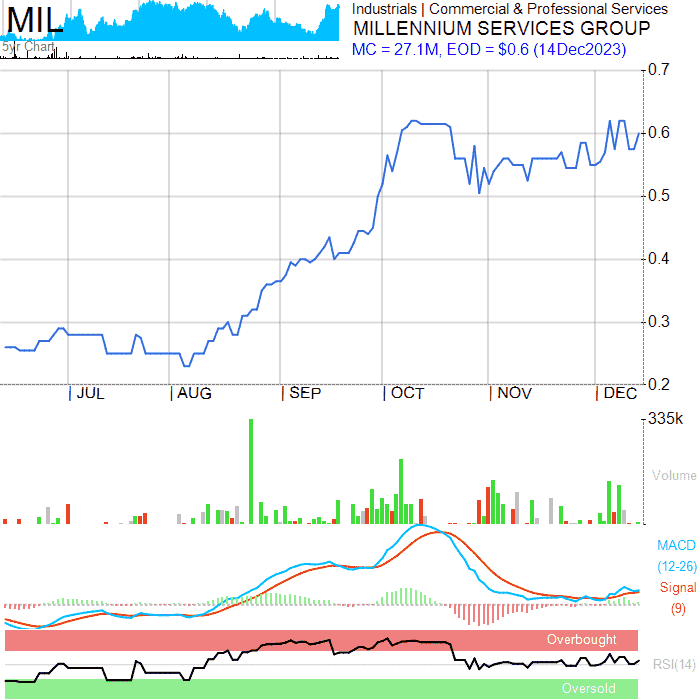 MIL
5yr Chart
Industrials | Commercial & Professional Services
MILLENNIUM SERVICES GROUP
MC = 27.1M, EOD = $0.6 (14Dec2023)
0.7
0.6
0.5
0.4
0.3
0.2
JUL AUG SEP OCT NOV DEC
335k
Volume
MACD
(12-26)
Signal
(9)
Overbought
RSI(14)
Oversold